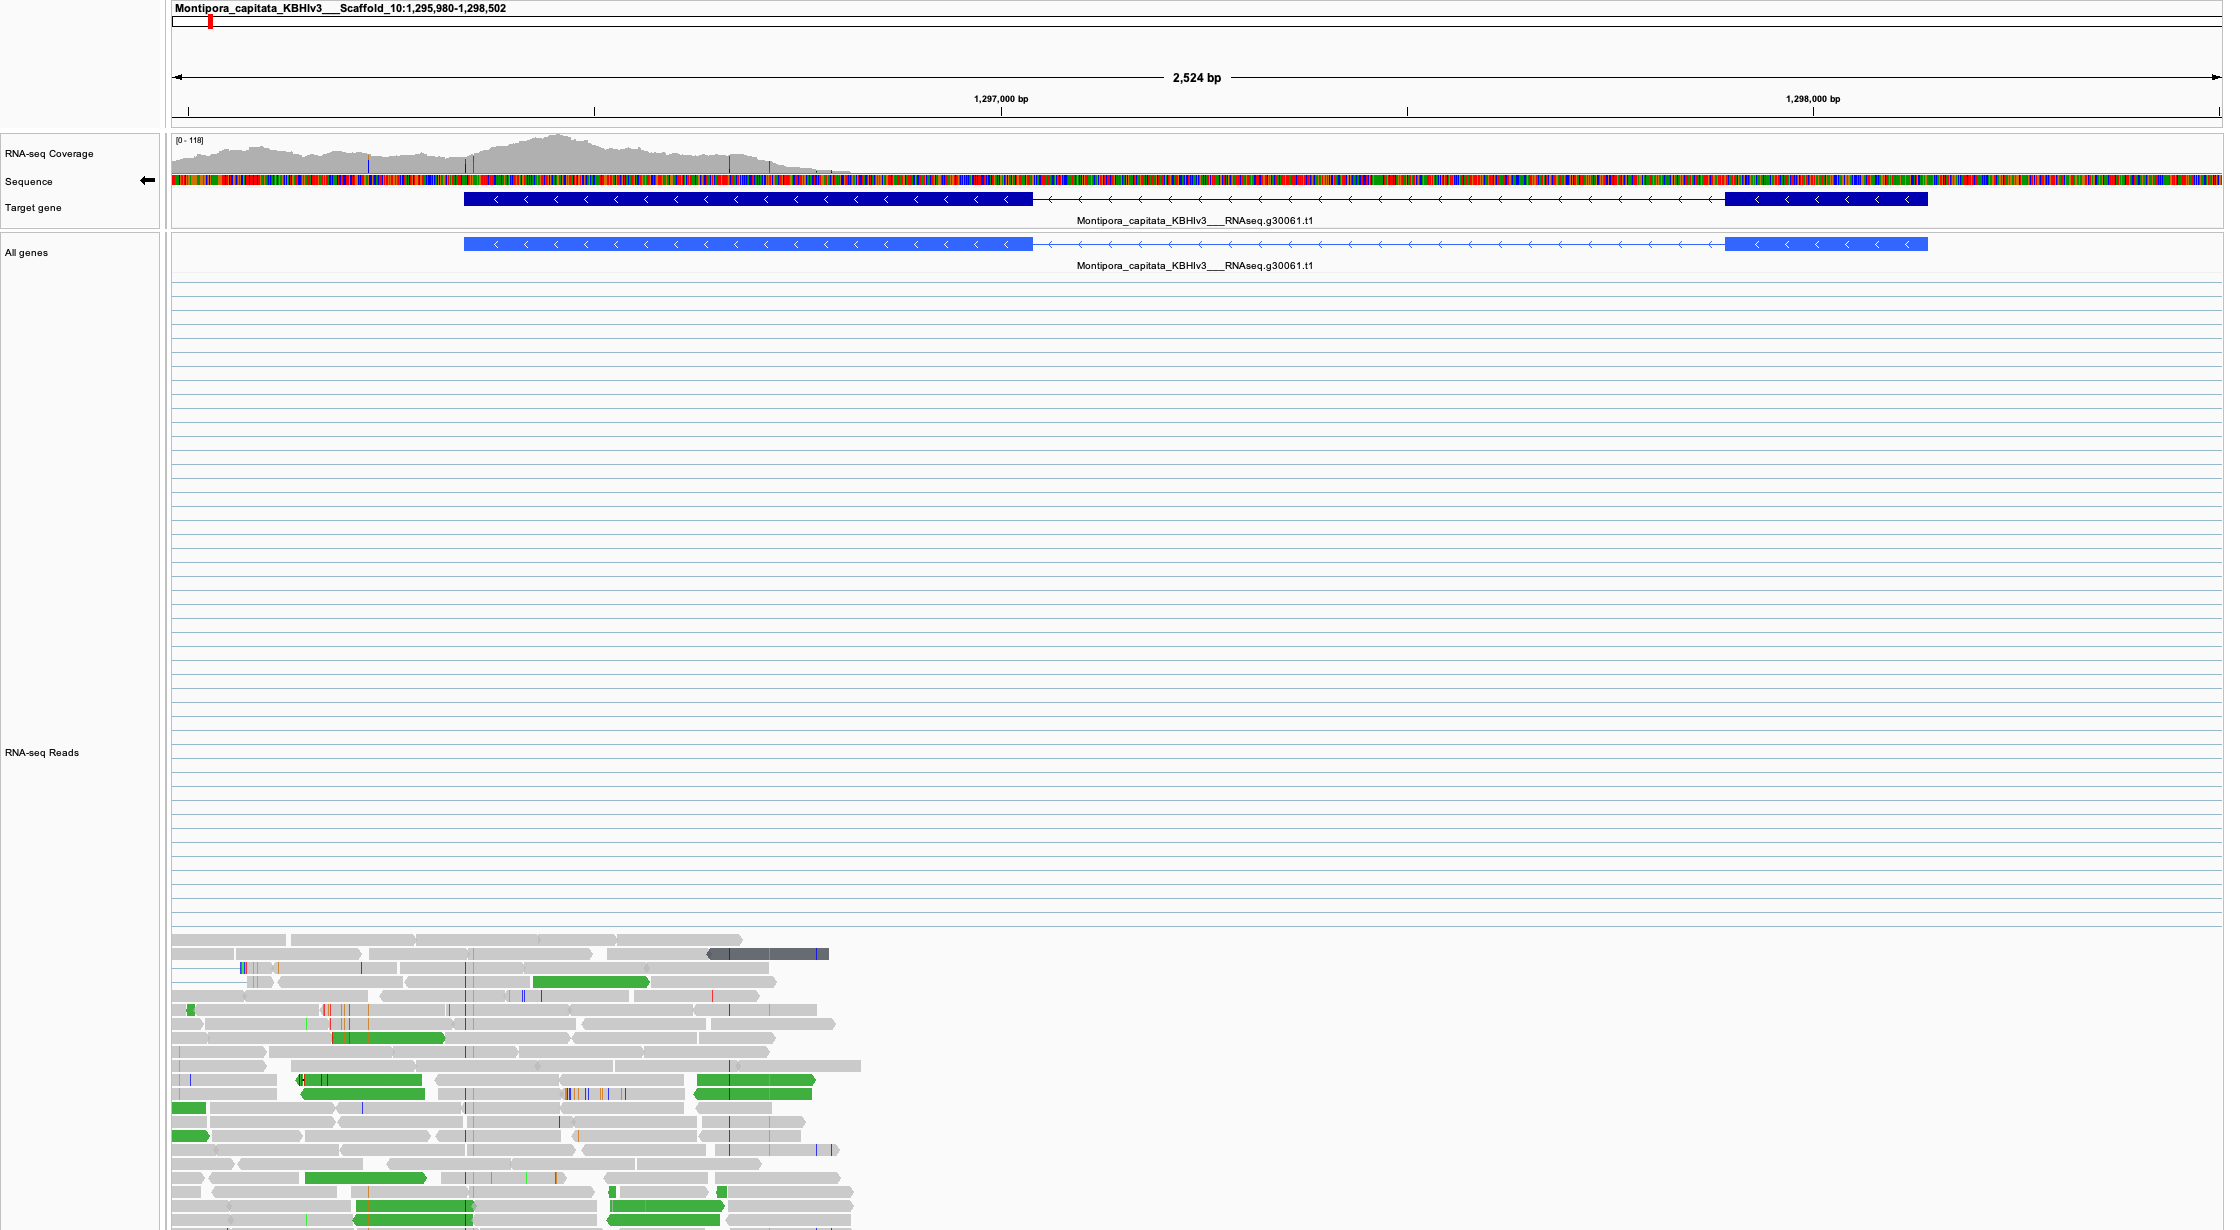 Montipora_capitata_KBHIv3___Scaffold_10:1,295,980-1,298,502
2,524 bp
1,297,000 bp
1,298,000 bp
[0 - 118]
RNA-seq Coverage
Sequence
Target gene
Montipora_capitata_KBHIv3___RNAseq.g30061.t1
All genes
Montipora_capitata_KBHIv3___RNAseq.g30061.t1
RNA-seq Reads